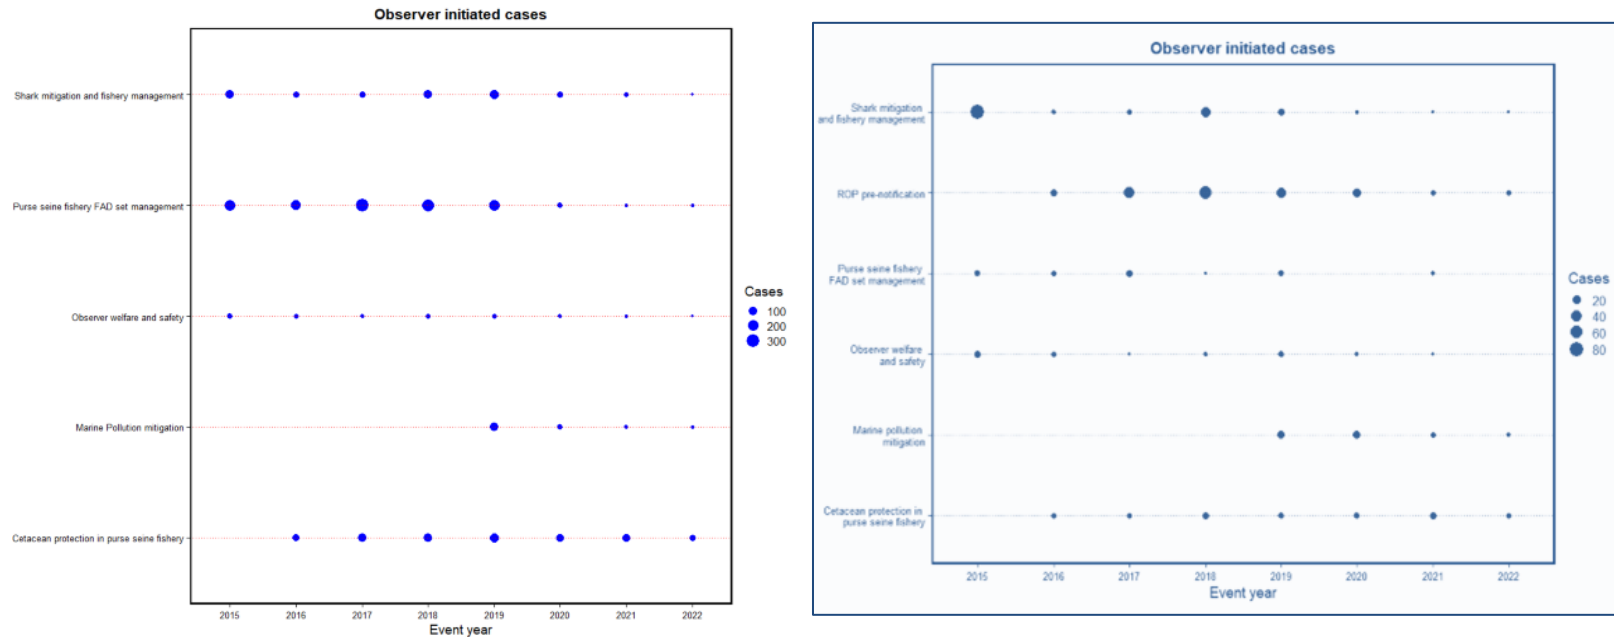 Observer initiated cases
Shark mitigation and fishery management
Purse seine fishery FAD set management
Observer welfare and safety
Marine Pollution mitigation
Cetacean protection in purse seine fishery
2015 2016 2017 2018 2019 2020 2021 2022
Event year
Cases
100
200
300
Observer initiated cases
Shark mitigation
and fishery management
ROP pre-notification
Purse seine fishery
FAD set management
Observer welfare
and safety
Marine pollution
mitigation
Cetacean protection in
purse seine fishery
2015 2016 2017 2018 2019 2020 2021 2022
Event year
Cases
20
40
60
80